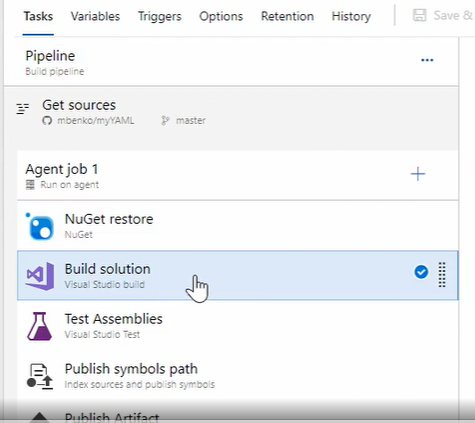 Tasks Variables Triggers Options Retention History Save &
Pipeline
Build pipeline
Get sources
mbenko/myYAML master
Agent job 1
Run on agent
NuGet restore
NuGet
Build solution
Visual Studio build
Test Assemblies
Visual Studio Test
Publish symbols path
Index sources and publish symbols
Publish Artifact